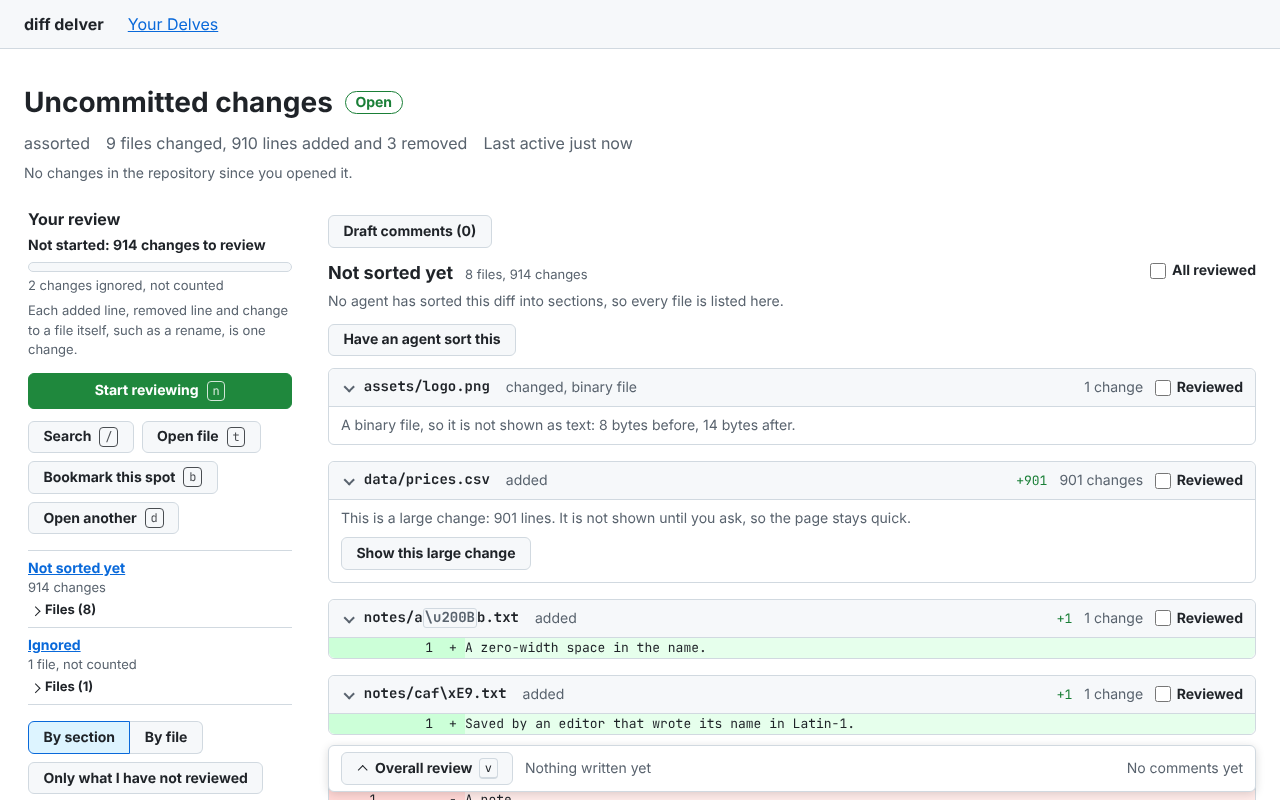 diff delver Your Delves
Uncommitted changes Open
assorted 9 files changed, 910 lines added and 3 removed Last active just now
No changes in the repository since you opened it.
Your review
Not started: 914 changes to review
2 changes ignored, not counted
Each added line, removed line and change
to a file itself, such as a rename, is one
change.
Start reviewing n
Search / Open file t
Bookmark this spot b
Open another d
Not sorted yet
914 changes
Files (8)
Ignored
1 file, not counted
Files (1)
By section By file
Only what I have not reviewed
Draft comments (0)
Not sorted yet 8 files, 914 changes All reviewed
No agent has sorted this diff into sections, so every file is listed here.
Have an agent sort this
assets/logo.png changed, binary file 1 change Reviewed
A binary file, so it is not shown as text: 8 bytes before, 14 bytes after.
data/prices.csv added +901 901 changes Reviewed
This is a large change: 901 lines. It is not shown until you ask, so the page stays quick.
Show this large change
notes/a\u200Bb.txt added +1 1 change Reviewed
1 + A zero-width space in the name.
notes/caf\xE9.txt added +1 1 change Reviewed
1 + Saved by an editor that wrote its name in Latin-1.
Overall review v Nothing written yet No comments yet
1 - A note